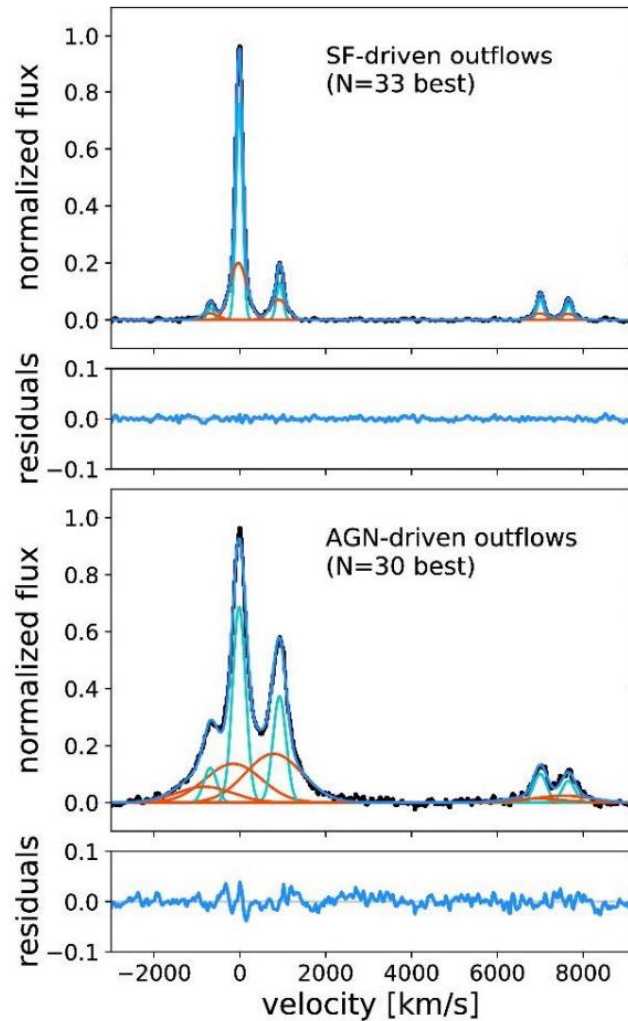 1.0
SF-driven outflows
(N=33 best)
0.8
0.6
0.4
0.2
0.0
normalized flux
0.1
0.0
−0.1
residuals
1.0
AGN-driven outflows
(N=30 best)
0.8
0.6
0.4
0.2
0.0
normalized flux
0.1
0.0
−0.1
residuals
−2000 0 2000 4000 6000 8000
velocity [km/s]